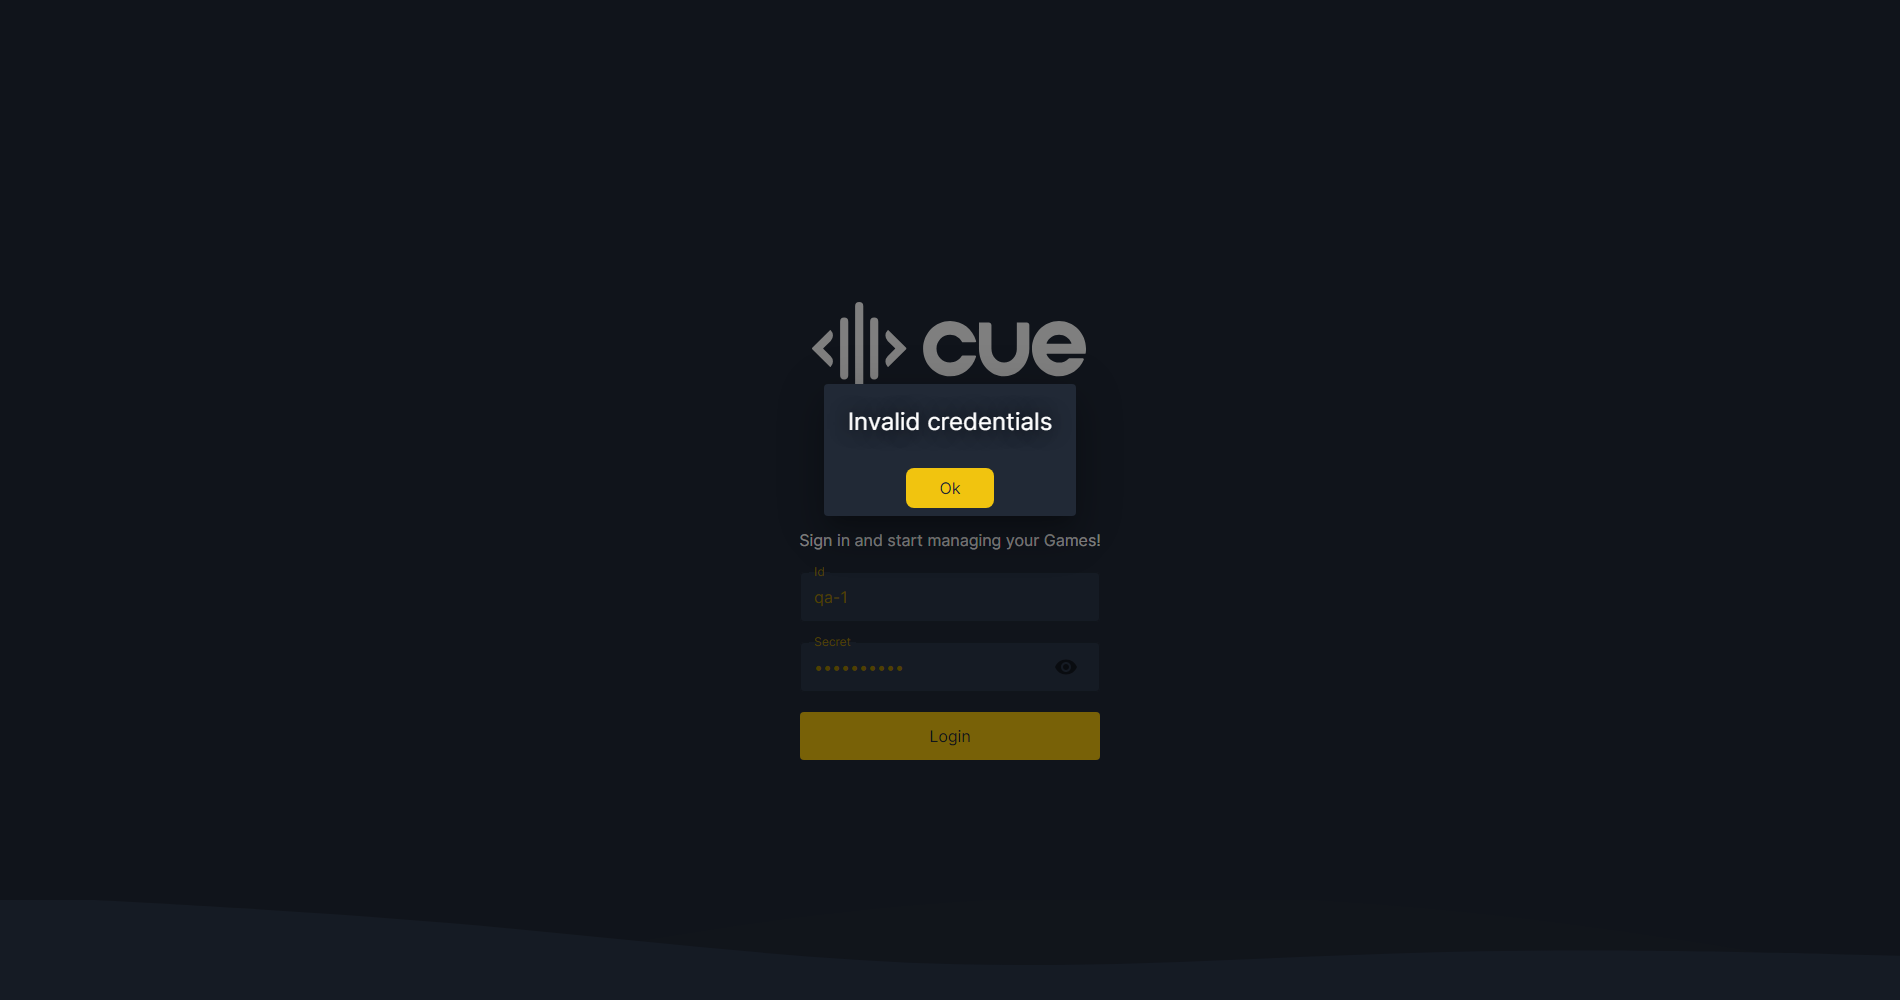 cue
Invalid credentials
Ok
Sign in and start managing your Games!
Id
qa-1
Secret
••••••••••
Login